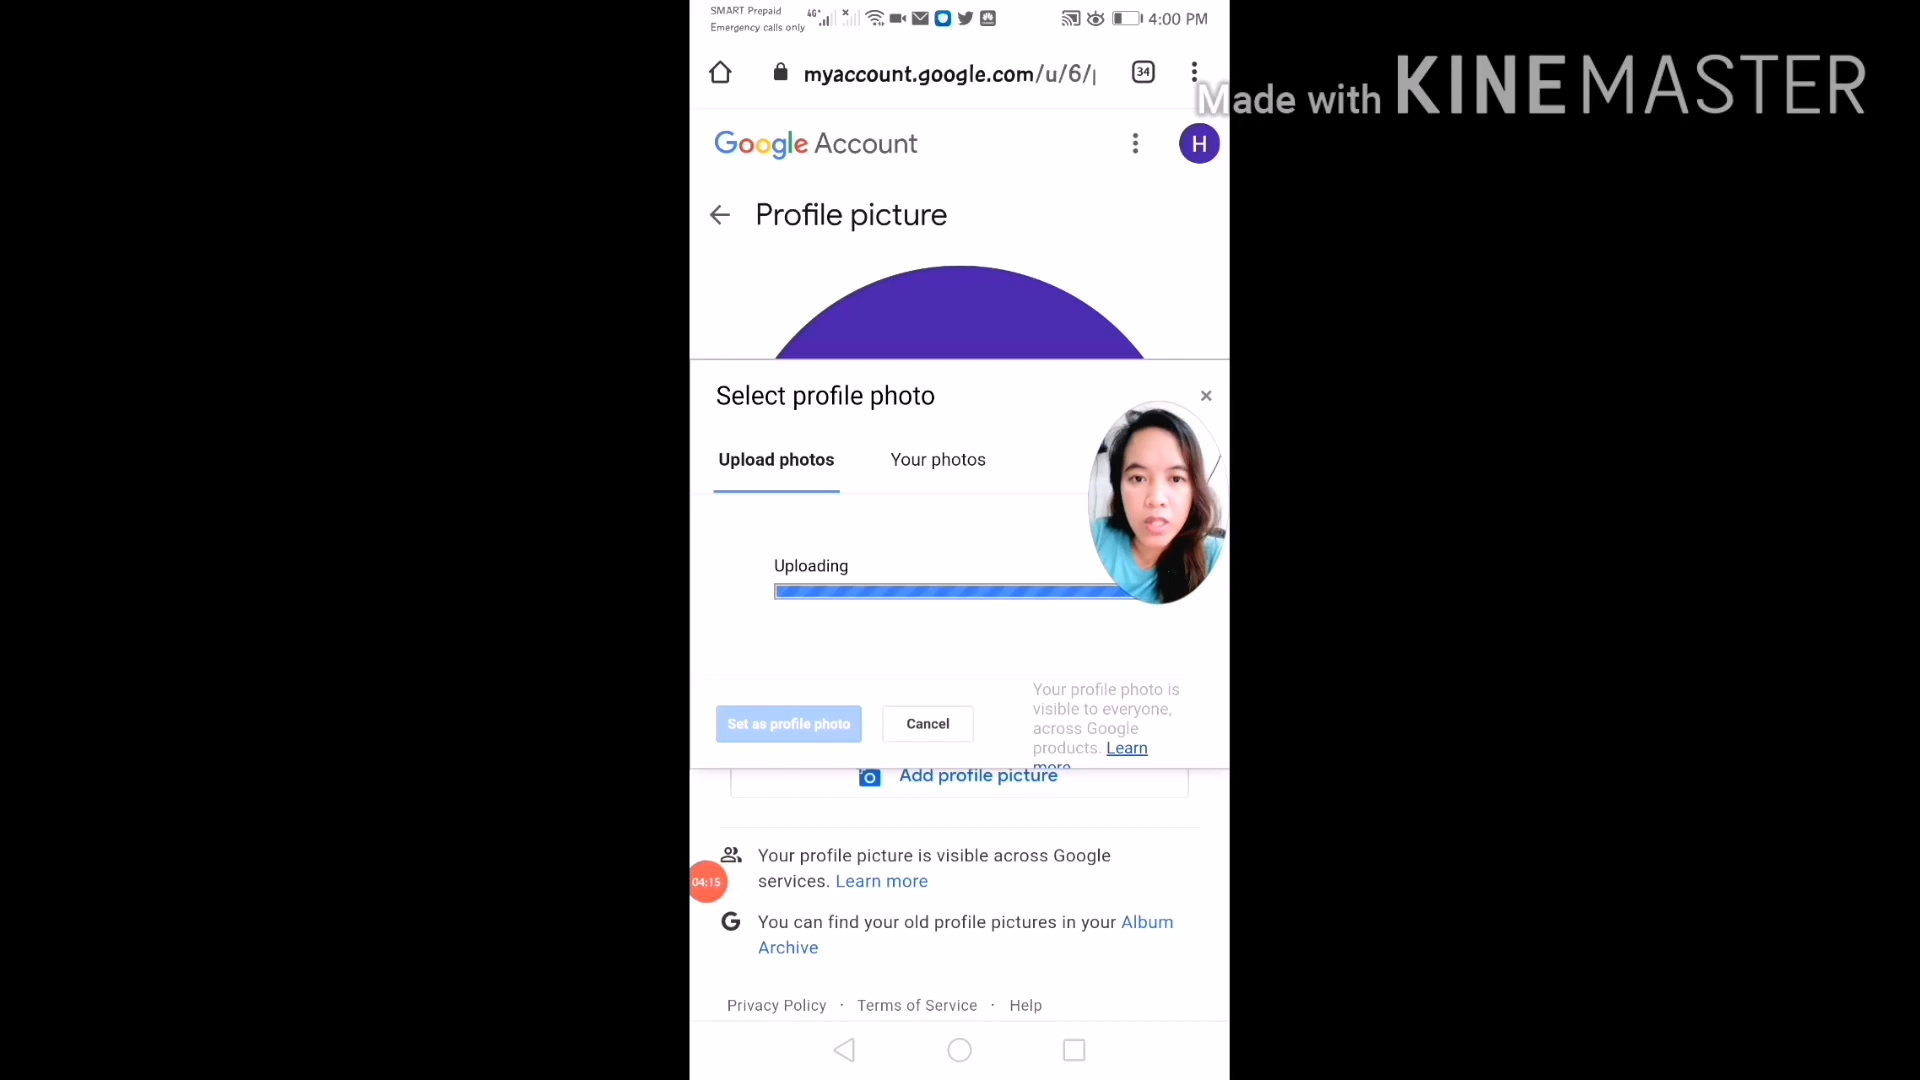 SMART Prepaid
Emergency calls only
4G+
4:00 PM
myaccount.google.com/u/6/
34
Made with KINEMASTER
Google Account
H
Profile picture
Select profile photo
×
Upload photos
Your photos
Uploading
Your profile photo is
visible to everyone,
across Google
products. Learn
more
Set as profile photo
Cancel
Add profile picture
Your profile picture is visible across Google
services. Learn more
04:15
G
You can find your old profile pictures in your Album
Archive
Privacy Policy · Terms of Service · Help